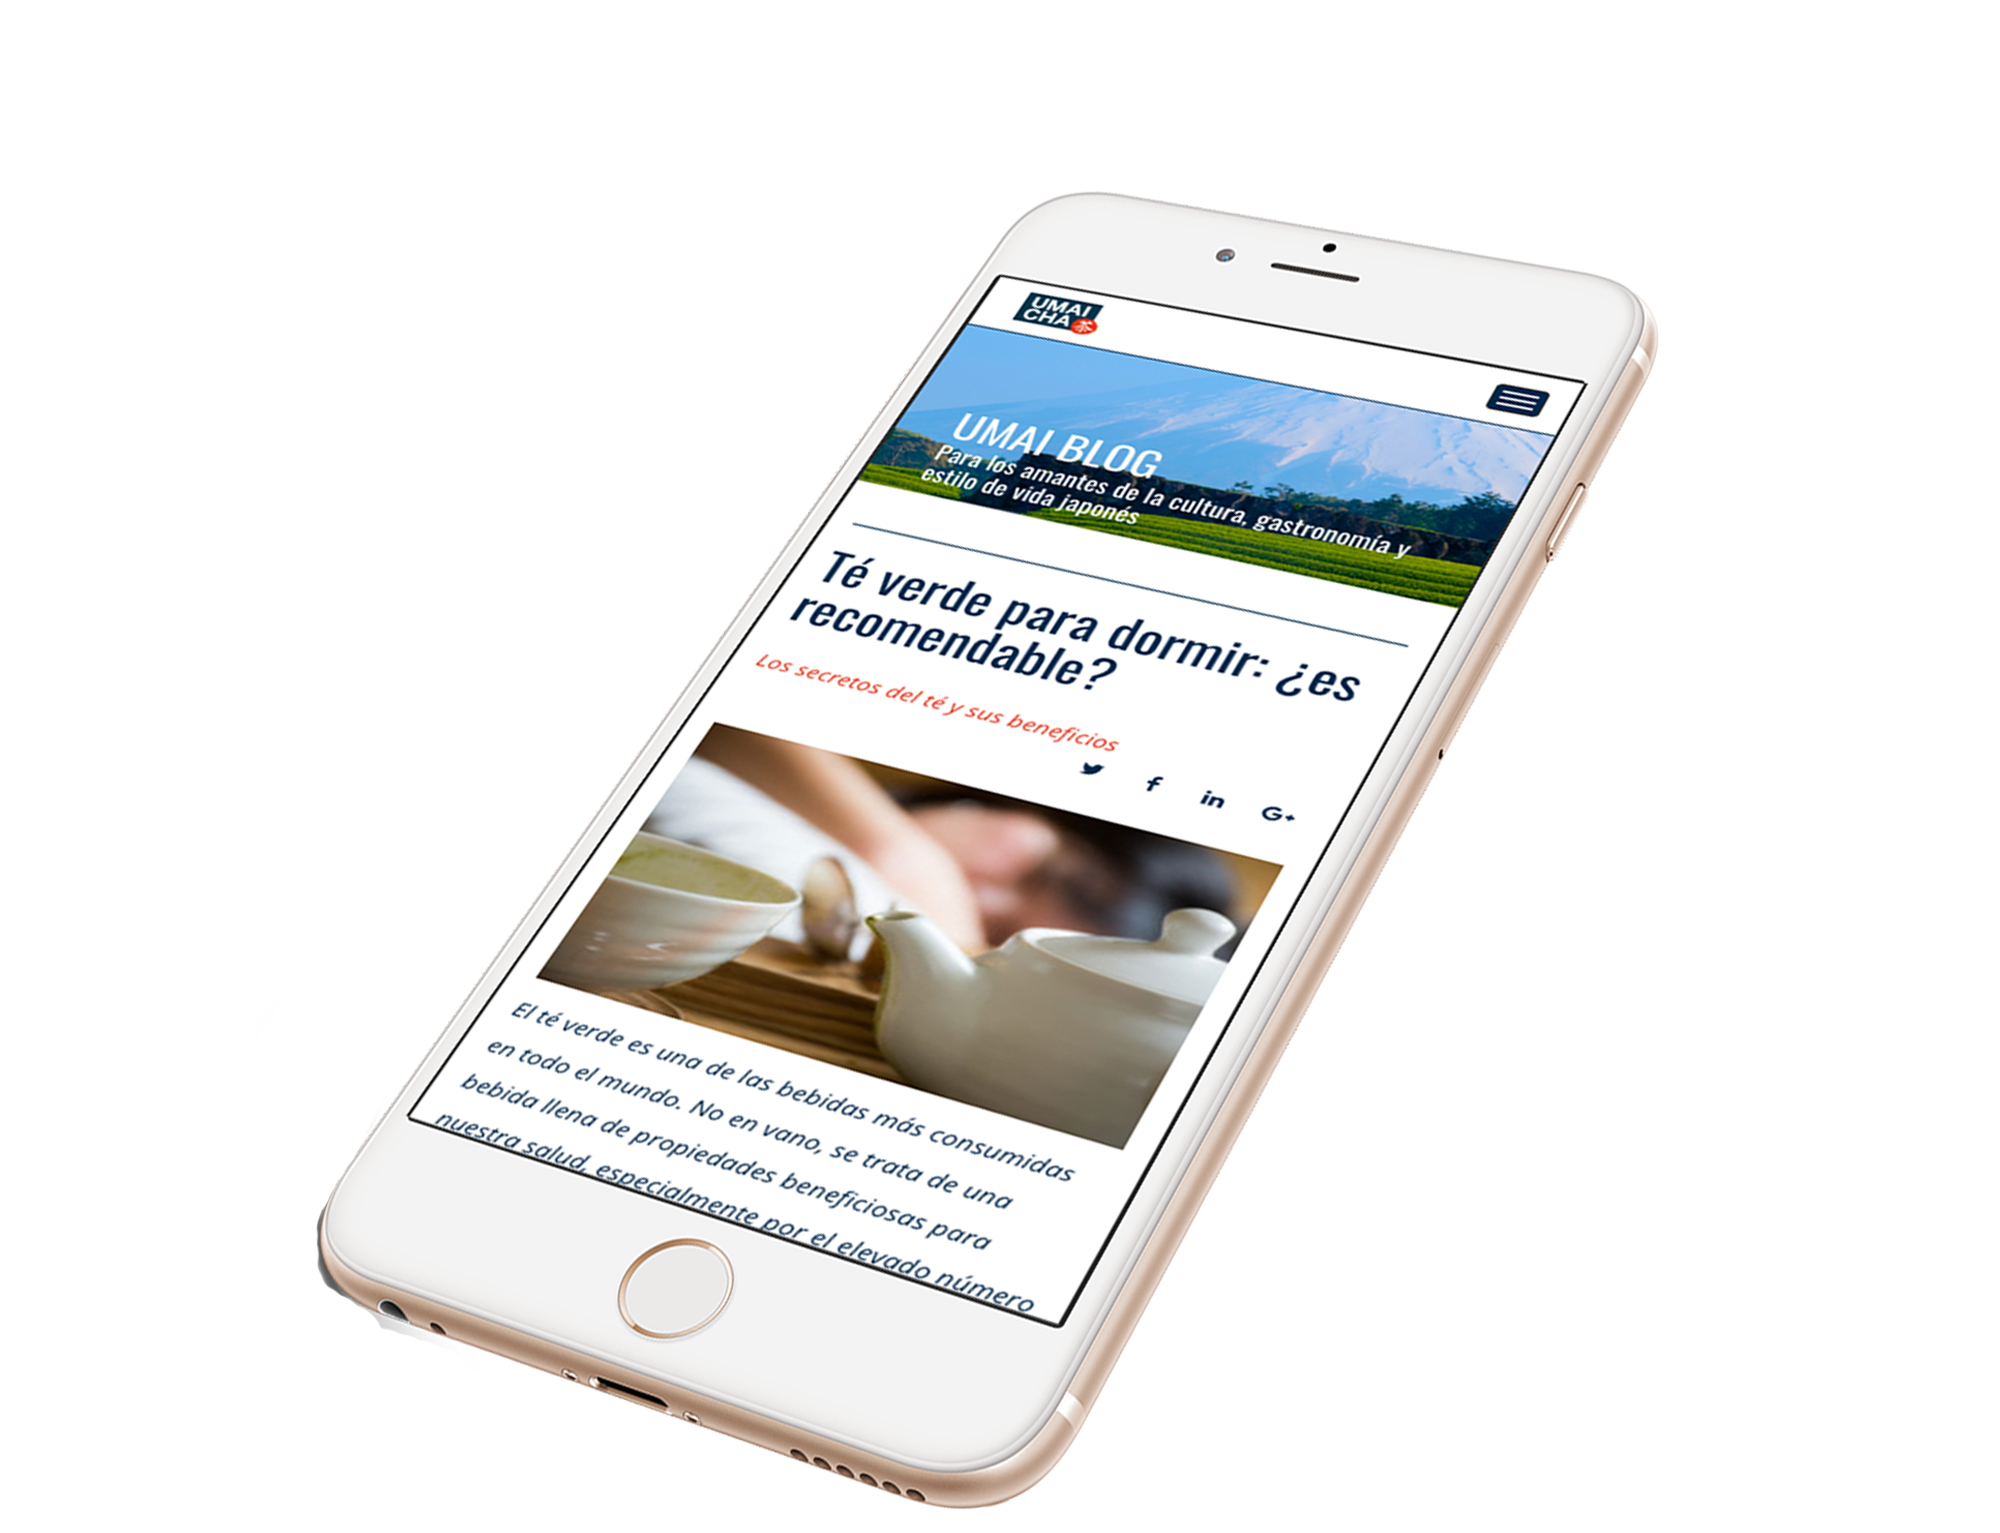 UMAI
CHA茶
UMAI BLOG
Para los amantes de la cultura, gastronomía y
estilo de vida japonés
Té verde para dormir: ¿es
recomendable?
Los secretos del té y sus beneficios
in
G+
El té verde es una de las bebidas más consumidas
en todo el mundo. No en vano, se trata de una
bebida llena de propiedades beneficiosas para
nuestra salud, especialmente por el elevado número